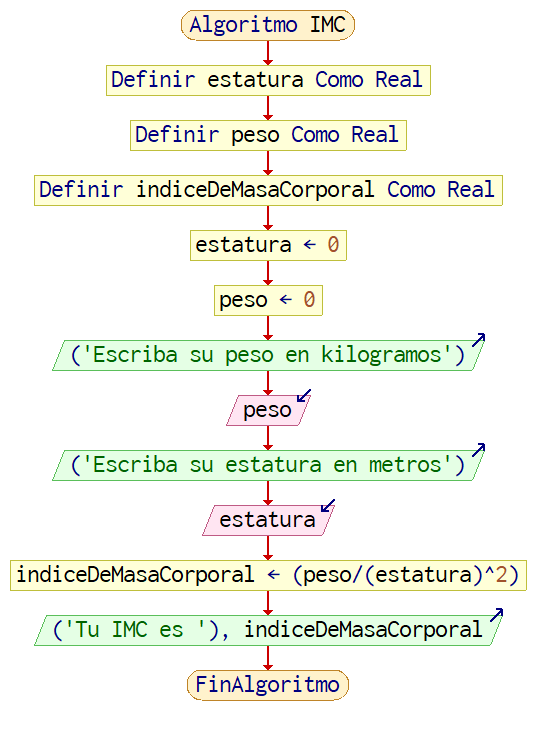 Algoritmo IMC
Definir estatura Como Real
Definir peso Como Real
Definir indiceDeMasaCorporal Como Real
estatura ← 0
peso ← 0
('Escriba su peso en kilogramos')
peso
('Escriba su estatura en metros')
estatura
indiceDeMasaCorporal ← (peso/(estatura)^2)
('Tu IMC es '), indiceDeMasaCorporal
FinAlgoritmo